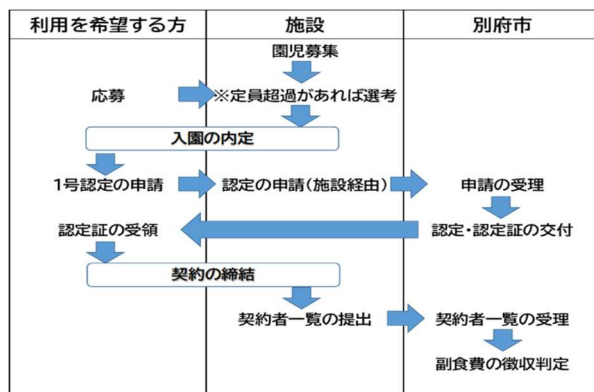 利用を希望する方 施設 別府市
園児募集
応募 ※定員超過があれば選考
入園の内定
1号認定の申請 認定の申請(施設経由) 申請の受理
認定証の受領 認定・認定証の交付
契約の締結
契約者一覧の提出 契約者一覧の受理
副食費の徴収判定